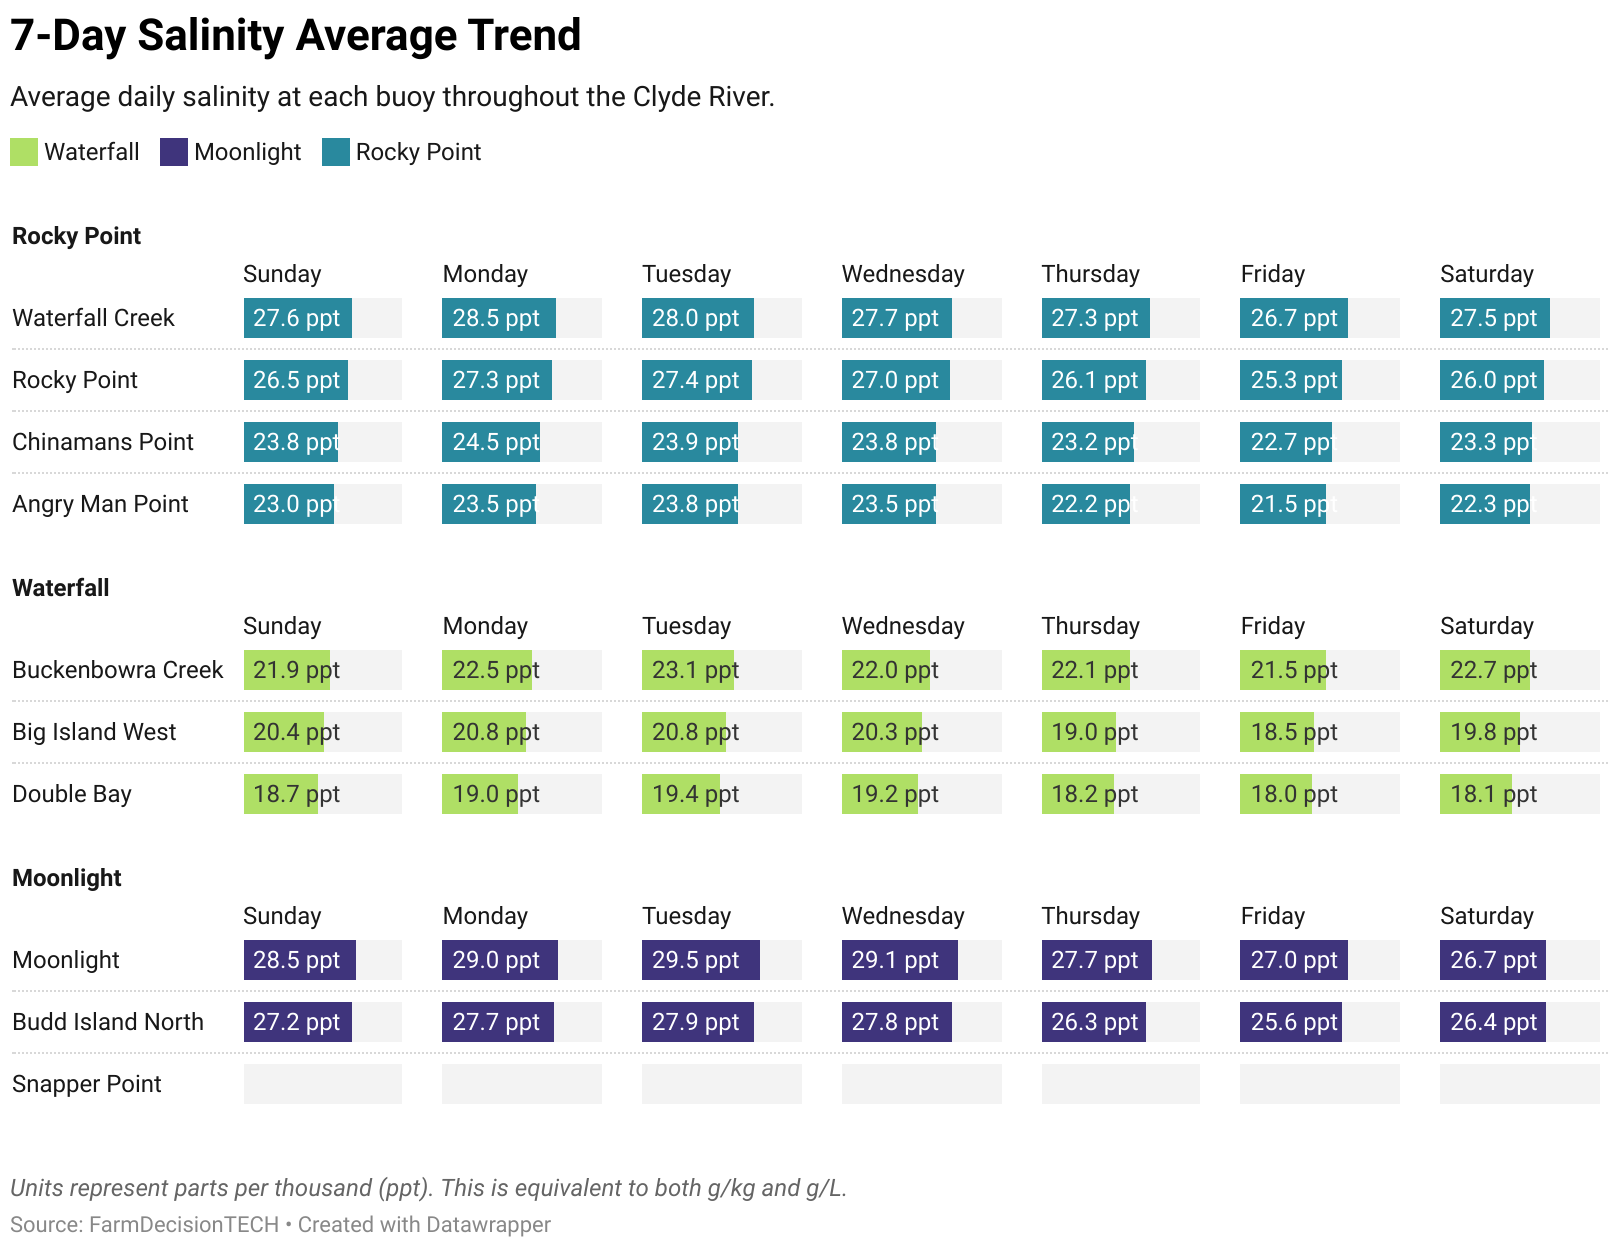 7-Day Salinity Average Trend
Average daily salinity at each buoy throughout the Clyde River.
Waterfall Moonlight Rocky Point
Rocky Point
Sunday Monday Tuesday Wednesday Thursday Friday Saturday
Waterfall Creek 27.6 ppt 28.5 ppt 28.0 ppt 27.7 ppt 27.3 ppt 26.7 ppt 27.5 ppt
Rocky Point 26.5 ppt 27.3 ppt 27.4 ppt 27.0 ppt 26.1 ppt 25.3 ppt 26.0 ppt
Chinamans Point 23.8 ppt 24.5 ppt 23.9 ppt 23.8 ppt 23.2 ppt 22.7 ppt 23.3 ppt
Angry Man Point 23.0 ppt 23.5 ppt 23.8 ppt 23.5 ppt 22.2 ppt 21.5 ppt 22.3 ppt
Waterfall
Sunday Monday Tuesday Wednesday Thursday Friday Saturday
Buckenbowra Creek 21.9 ppt 22.5 ppt 23.1 ppt 22.0 ppt 22.1 ppt 21.5 ppt 22.7 ppt
Big Island West 20.4 ppt 20.8 ppt 20.8 ppt 20.3 ppt 19.0 ppt 18.5 ppt 19.8 ppt
Double Bay 18.7 ppt 19.0 ppt 19.4 ppt 19.2 ppt 18.2 ppt 18.0 ppt 18.1 ppt
Moonlight
Sunday Monday Tuesday Wednesday Thursday Friday Saturday
Moonlight 28.5 ppt 29.0 ppt 29.5 ppt 29.1 ppt 27.7 ppt 27.0 ppt 26.7 ppt
Budd Island North 27.2 ppt 27.7 ppt 27.9 ppt 27.8 ppt 26.3 ppt 25.6 ppt 26.4 ppt
Snapper Point
Units represent parts per thousand (ppt). This is equivalent to both g/kg and g/L.
Source: FarmDecisionTECH • Created with Datawrapper